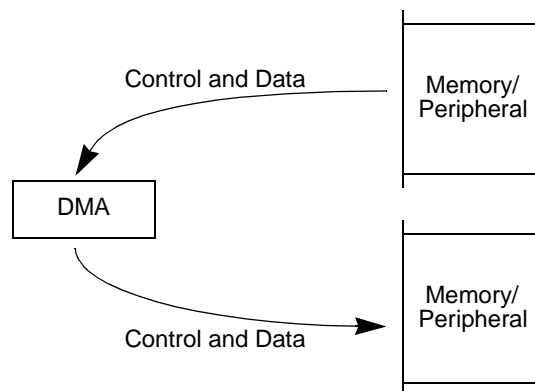 Control and Data
Memory/
Peripheral
DMA
Memory/
Peripheral
Control and Data